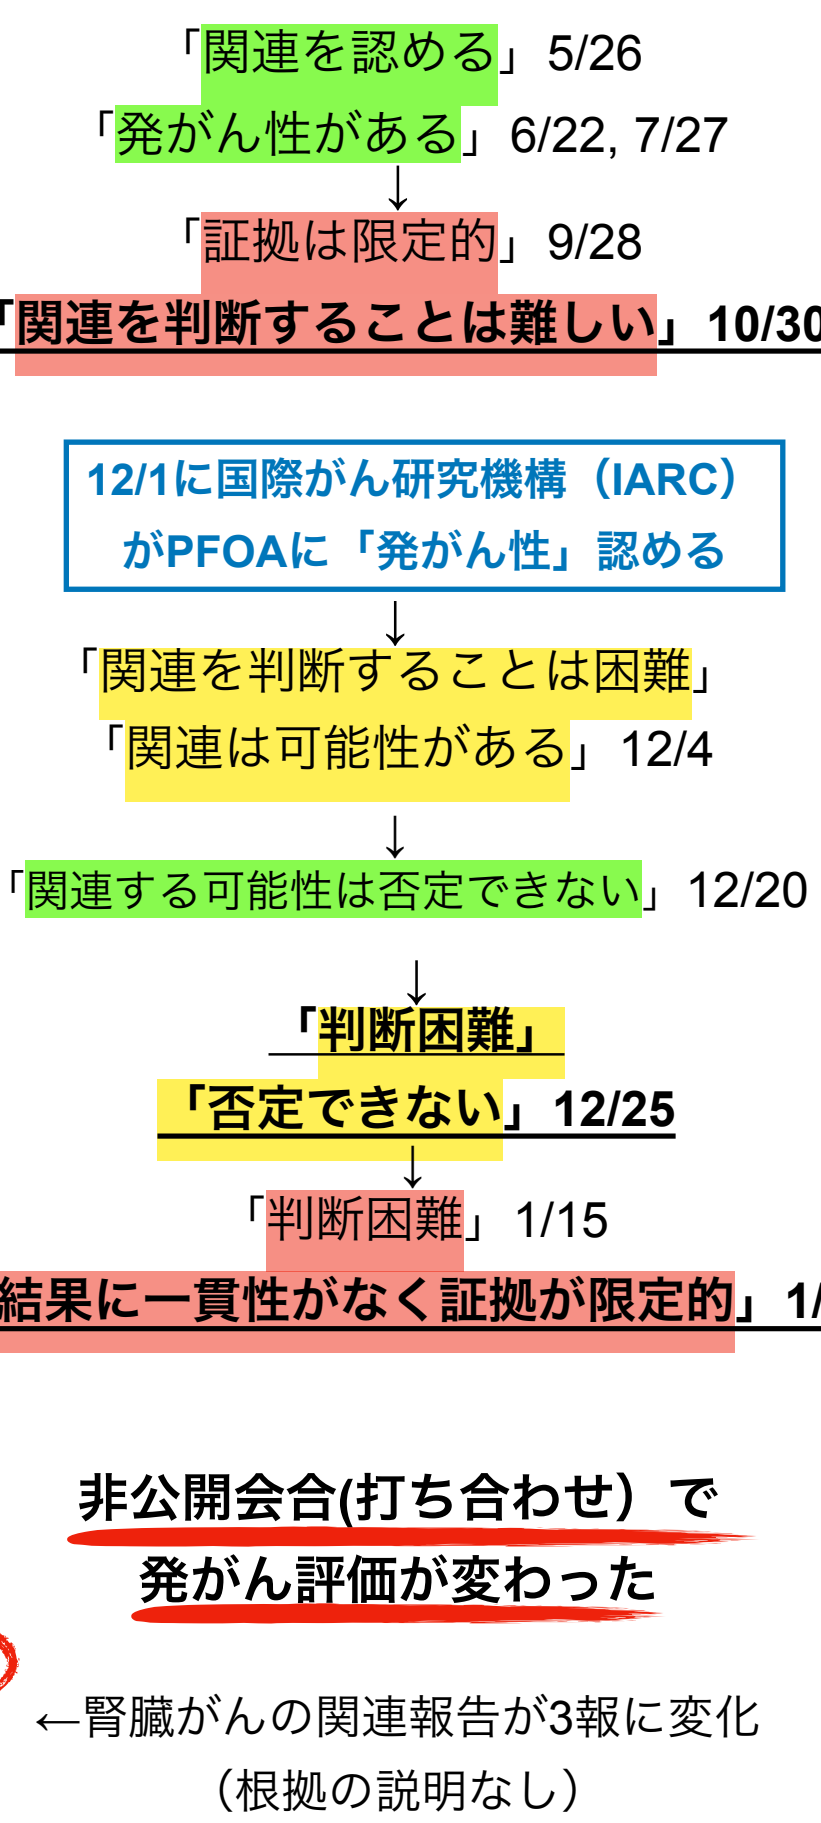 「関連を認める」5/26
「発がん性がある」6/22, 7/27
↓
「証拠は限定的」9/28
「関連を判断することは難しい」10/30
12/1に国際がん研究機構（IARC）
がPFOAに「発がん性」認める
↓
「関連を判断することは困難」
「関連は可能性がある」12/4
↓
「関連する可能性は否定できない」12/20
↓
「判断困難」
「否定できない」12/25
↓
「判断困難」1/15
結果に一貫性がなく証拠が限定的」1/
非公開会合(打ち合わせ）で
発がん評価が変わった
←腎臓がんの関連報告が3報に変化
（根拠の説明なし）